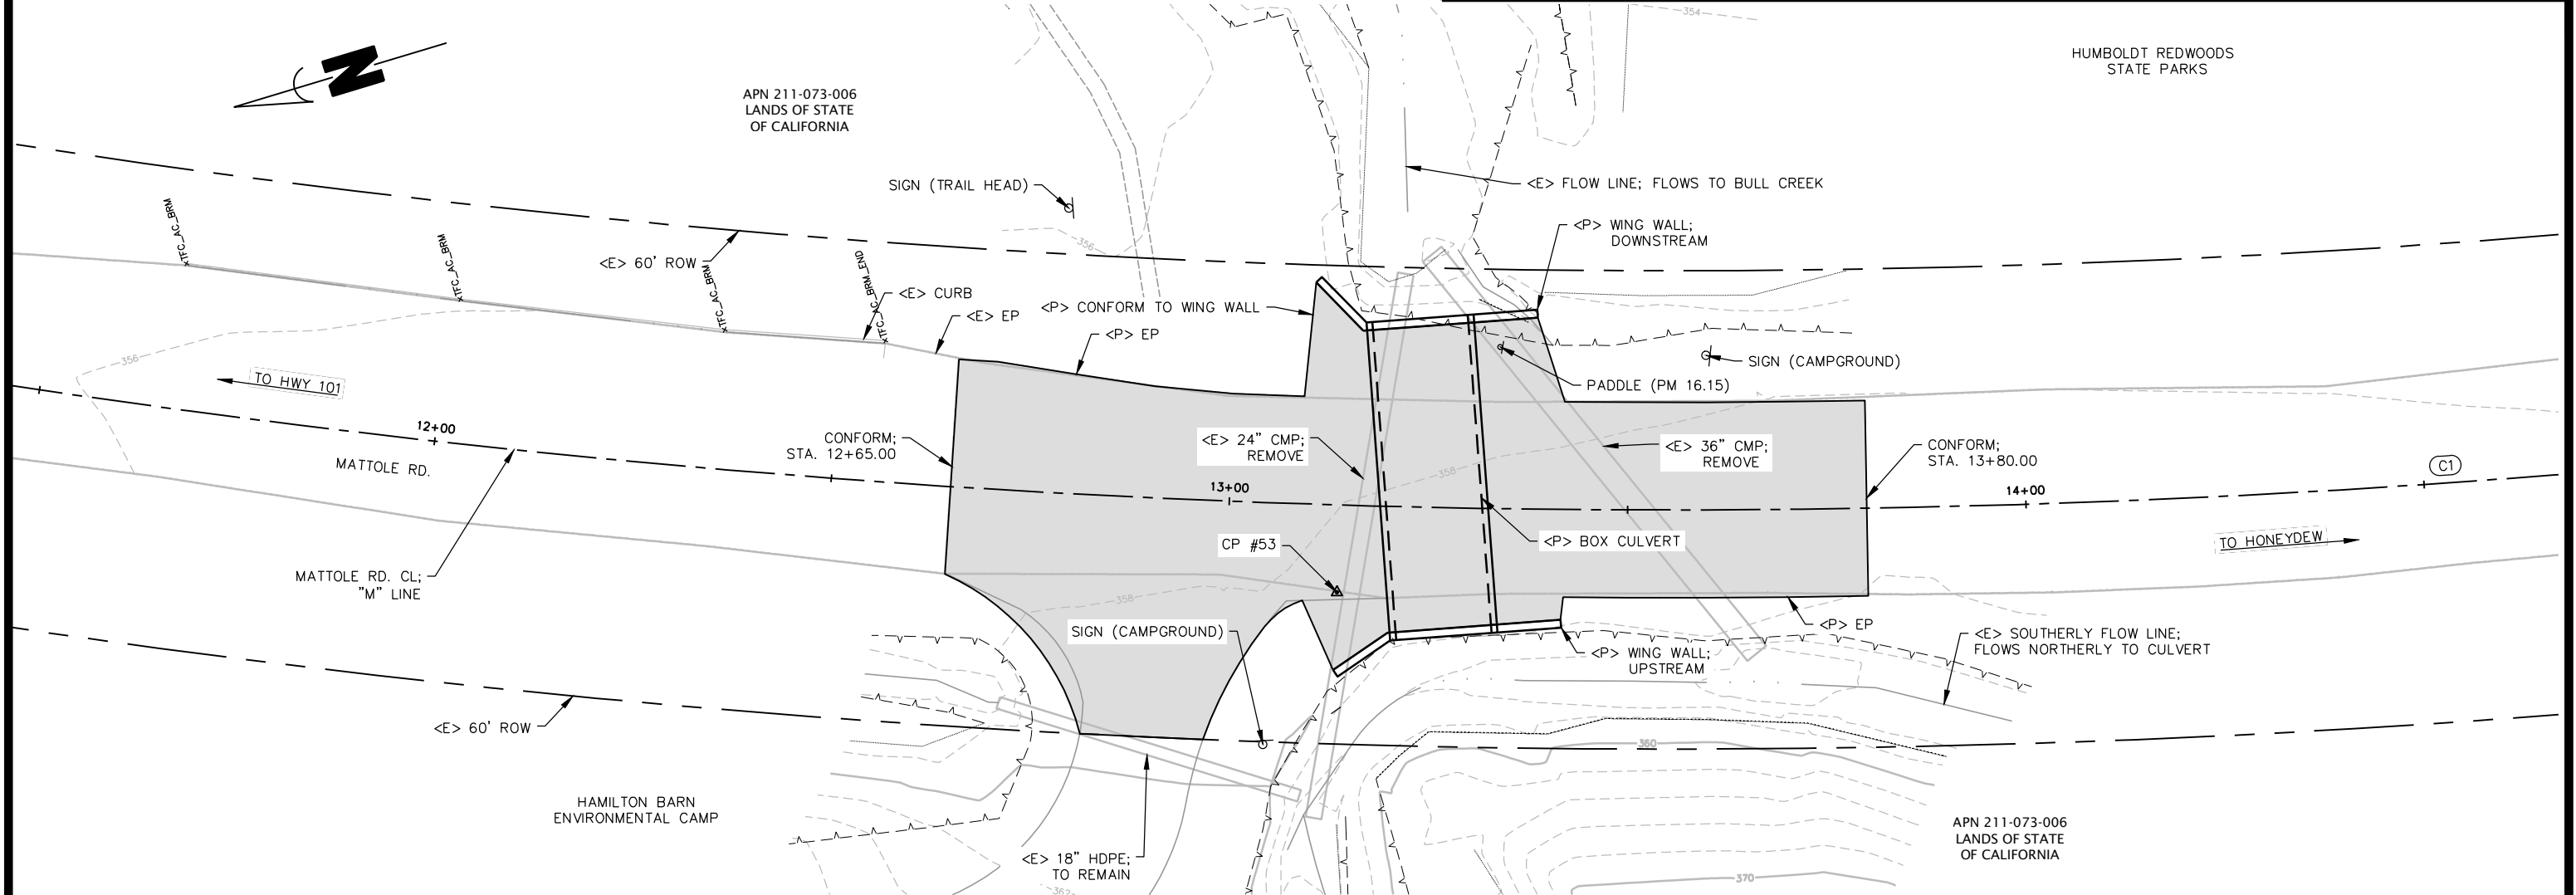 354
HUMBOLDT REDWOODS
STATE PARKS
N
APN 211-073-006
LANDS OF STATE
OF CALIFORNIA
SIGN (TRAIL HEAD)
<E> FLOW LINE; FLOWS TO BULL CREEK
xTFC_AC_BRM
xTFC_AC_BRM
xTFC_AC_BRM
xTFC_AC_BRM_END
356
<P> WING WALL;
DOWNSTREAM
<E> 60' ROW
<E> CURB
<P> CONFORM TO WING WALL
<E> EP
<P> EP
356
SIGN (CAMPGROUND)
TO HWY 101
PADDLE (PM 16.15)
12+00
CONFORM;
STA. 12+65.00
<E> 24" CMP;
REMOVE
<E> 36" CMP;
REMOVE
CONFORM;
STA. 13+80.00
MATTOLE RD.
358
C1
13+00
14+00
CP #53
<P> BOX CULVERT
TO HONEYDEW
MATTOLE RD. CL;
"M" LINE
358
SIGN (CAMPGROUND)
<P> EP
<E> SOUTHERLY FLOW LINE;
FLOWS NORTHERLY TO CULVERT
<P> WING WALL;
UPSTREAM
<E> 60' ROW
360
HAMILTON BARN
ENVIRONMENTAL CAMP
APN 211-073-006
LANDS OF STATE
OF CALIFORNIA
<E> 18" HDPE;
TO REMAIN
362
370